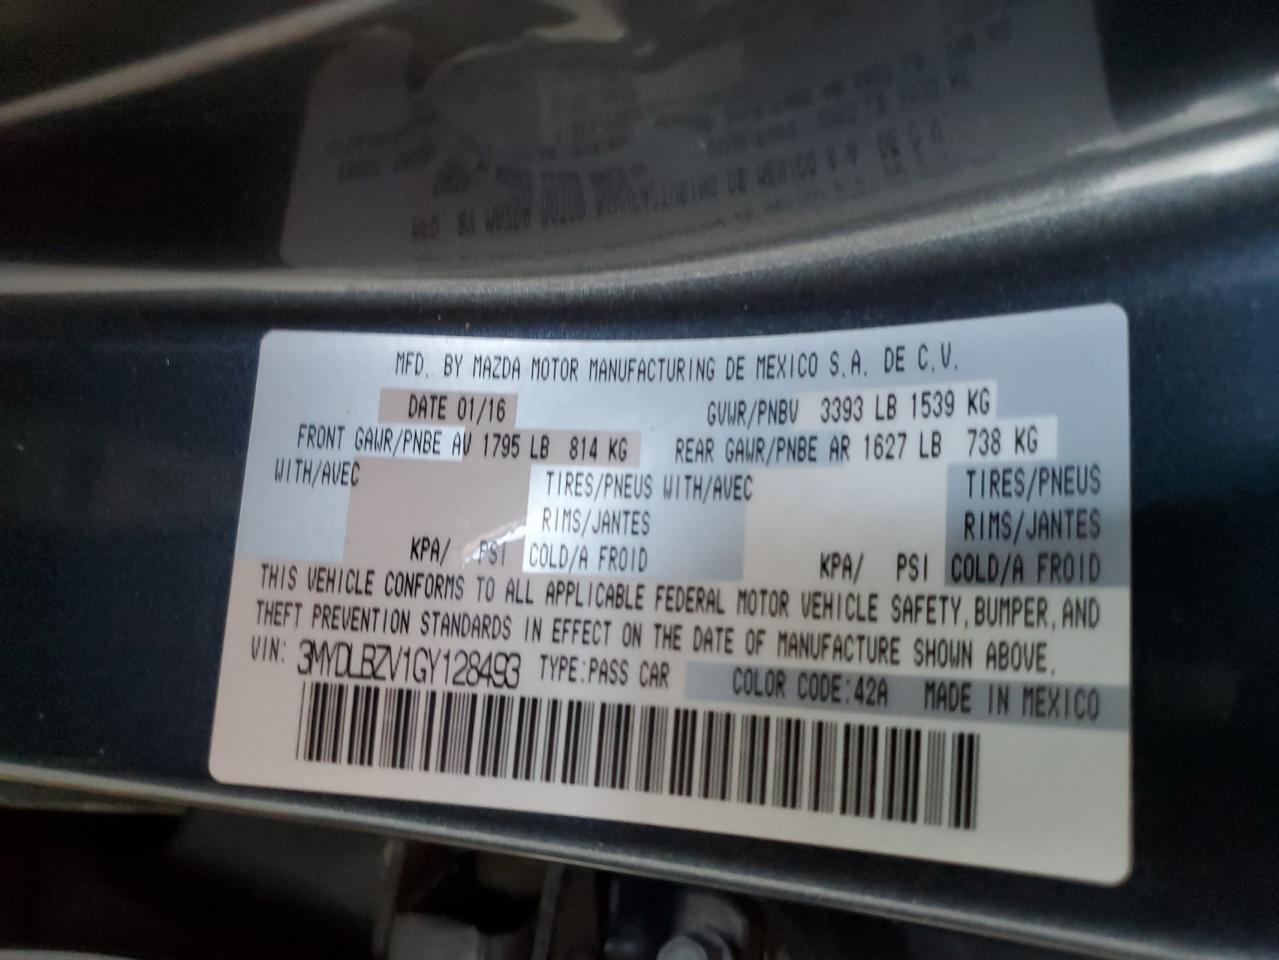 MFD. BY MAZDA MOTOR MANUFACTURING DE MEXICO S.A. DE C.V.
DATE 01/16 GVWR/PNBV 3393 LB 1539 KG
FRONT GAWR/PNBE AV 1795 LB 814 KG REAR GAWR/PNBE AR 1627 LB 738 KG
WITH/AVEC TIRES/PNEUS WITH/AVEC TIRES/PNEUS
RIMS/JANTES RIMS/JANTES
KPA/ PSI COLD/A FROID KPA/ PSI COLD/A FROID
THIS VEHICLE CONFORMS TO ALL APPLICABLE FEDERAL MOTOR VEHICLE SAFETY, BUMPER, AND
THEFT PREVENTION STANDARDS IN EFFECT ON THE DATE OF MANUFACTURE SHOWN ABOVE.
VIN: 3MYDLBZV1GY128493 TYPE:PASS CAR COLOR CODE:42A MADE IN MEXICO